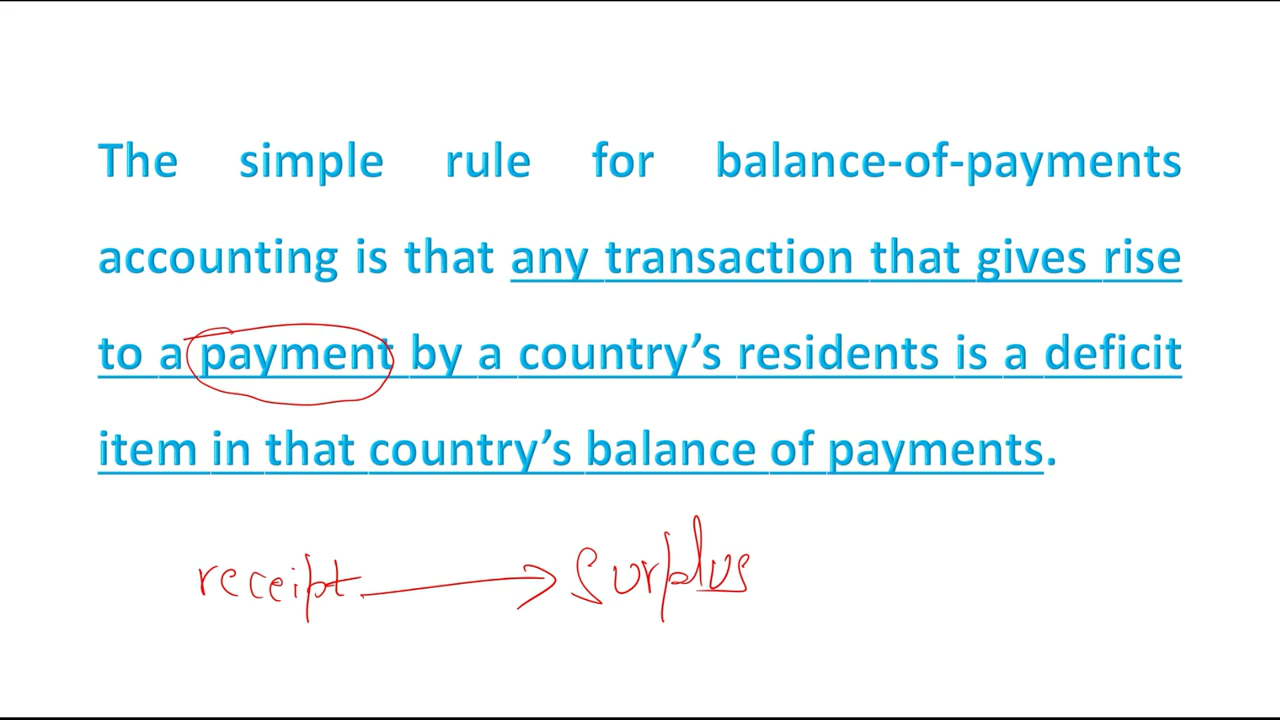 The simple rule for balance-of-payments
accounting is that any transaction that gives rise
to a payment by a country’s residents is a deficit
item in that country’s balance of payments.
receipt → Surplus